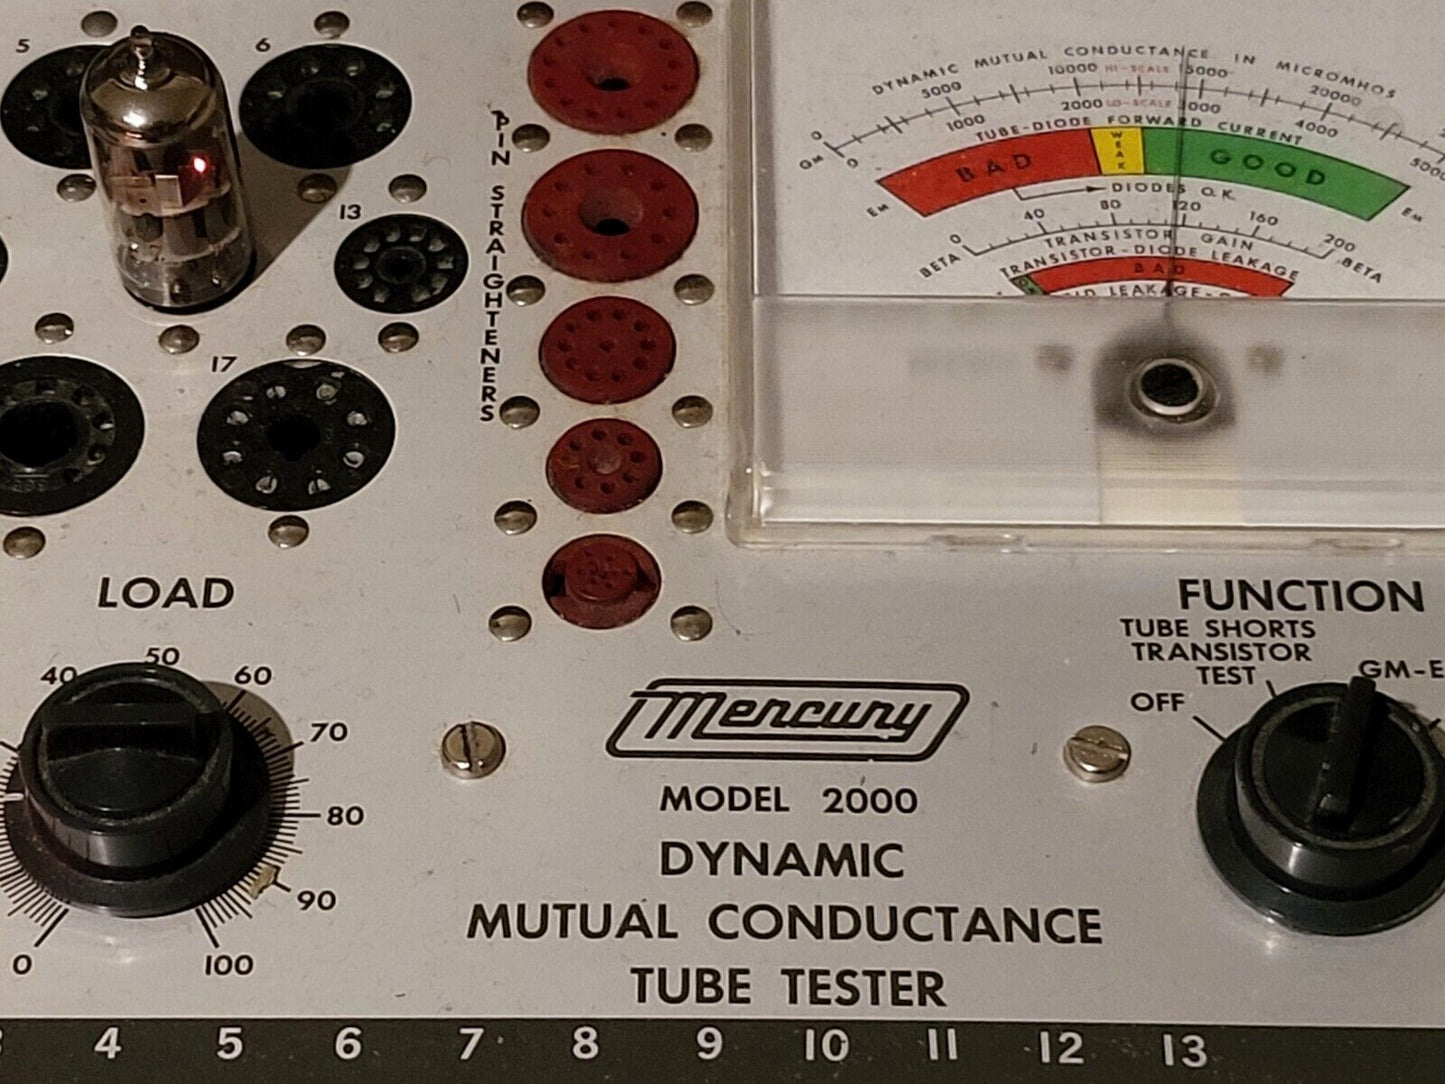 5
6
13
17
PIN STRAIGHTENERS
DYNAMIC MUTUAL CONDUCTANCE IN MICROMHOS
0 5000 10000 HI-SCALE 15000 20000
GM 0 1000 2000 LO-SCALE 3000 4000 5000
TUBE-DIODE FORWARD CURRENT
EM BAD WEAK GOOD EM
DIODES O.K.
BETA 0 40 80 120 160 200 BETA
TRANSISTOR GAIN
TRANSISTOR-DIODE LEAKAGE
BAD
LEAKAGE
LOAD
40 50 60 70 80 90 100 0
FUNCTION
TUBE SHORTS
TRANSISTOR
TEST
GM-E
OFF
Mercury
MODEL 2000
DYNAMIC
MUTUAL CONDUCTANCE
TUBE TESTER
4 5 6 7 8 9 10 11 12 13